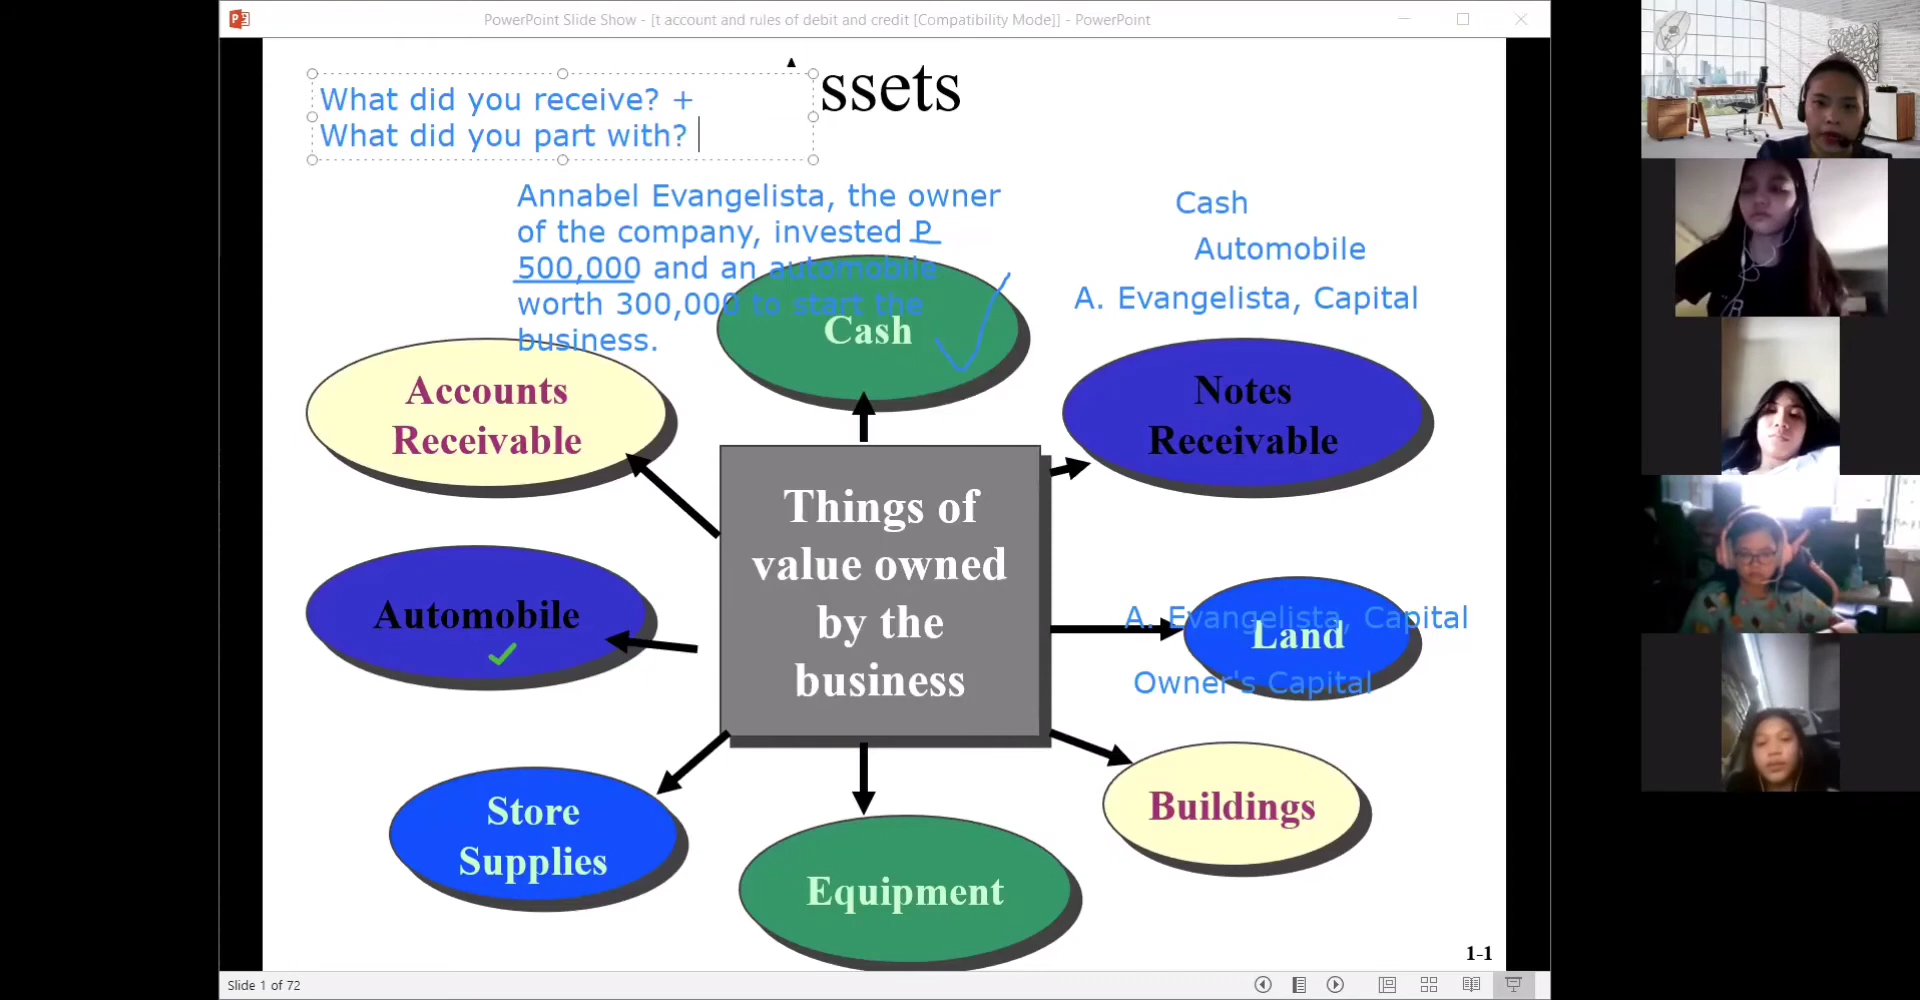 PowerPoint Slide Show - [t account and rules of debit and credit [Compatibility Mode]] - PowerPoint
ssets
What did you receive? +
What did you part with?
Annabel Evangelista, the owner
of the company, invested P
500,000 and an automobile
worth 300,000 to start the
business.
Cash
Automobile
A. Evangelista, Capital
Cash
Accounts
Receivable
Notes
Receivable
Things of
value owned
by the
business
Automobile
A. Evangelista, Capital
Land
Owner's Capital
Store
Supplies
Equipment
Buildings
1-1
Slide 1 of 72